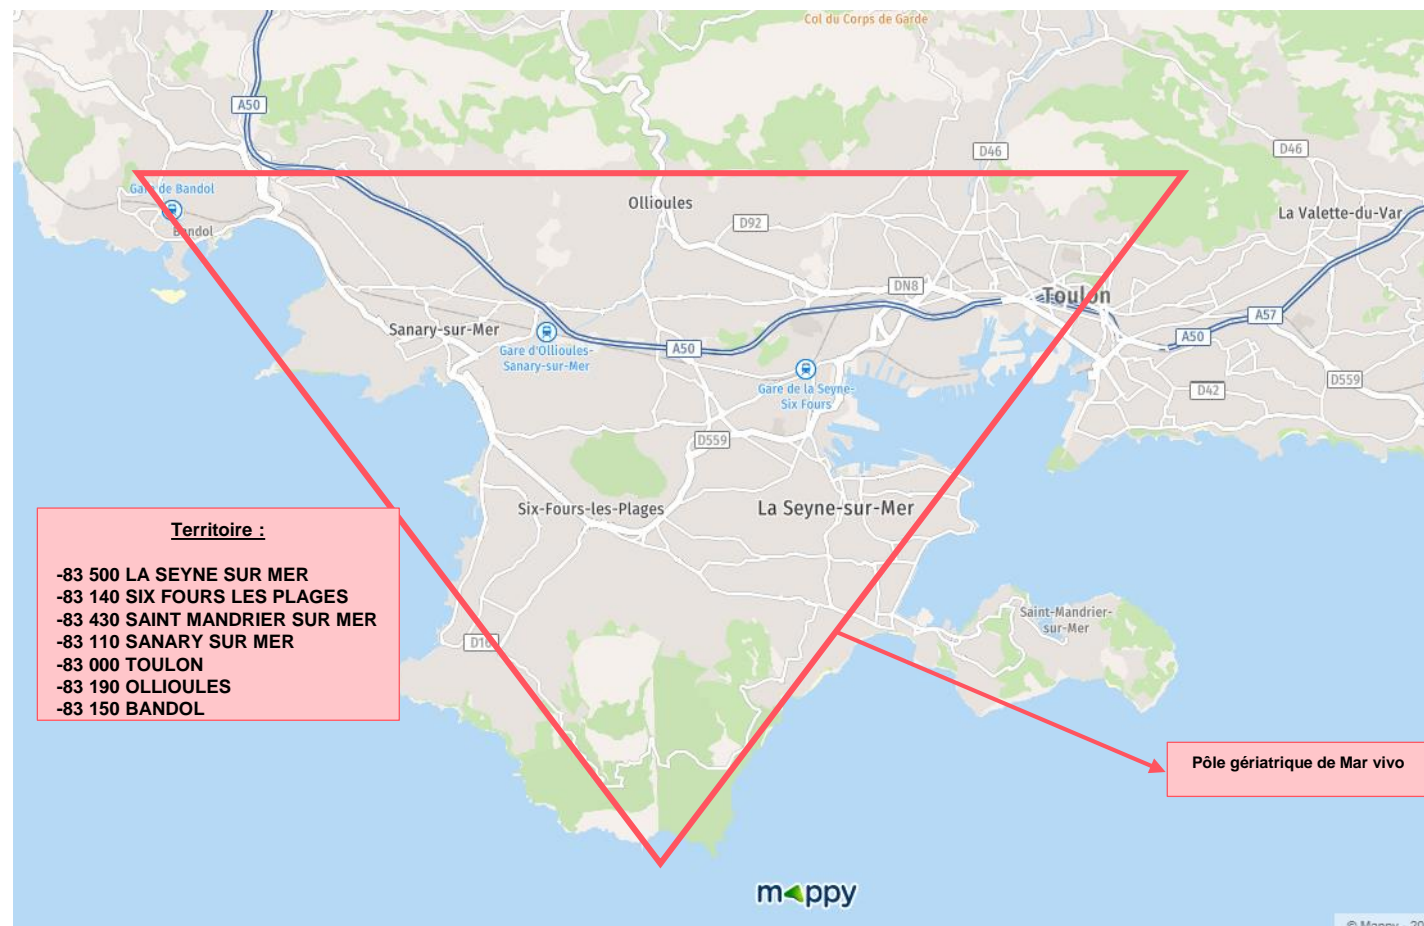 Col du Corps de Garde
A50
D46
D46
Gare de Bandol
Bandol
Ollioules
D92
La Valette-du-Var
DN8
Toulon
A57
A50
Sanary-sur-Mer
Gare d'Ollioules-
Sanary-sur-Mer
A50
Gare de la Seyne-
Six Fours
D559
D42
D559
Six-Fours-les-Plages
La Seyne-sur-Mer
Territoire :
-83 500 LA SEYNE SUR MER
-83 140 SIX FOURS LES PLAGES
-83 430 SAINT MANDRIER SUR MER
-83 110 SANARY SUR MER
-83 000 TOULON
-83 190 OLLIOULES
-83 150 BANDOL
Saint-Mandrier-
sur-Mer
Pôle gériatrique de Mar vivo
mappy
© Mappy - 20